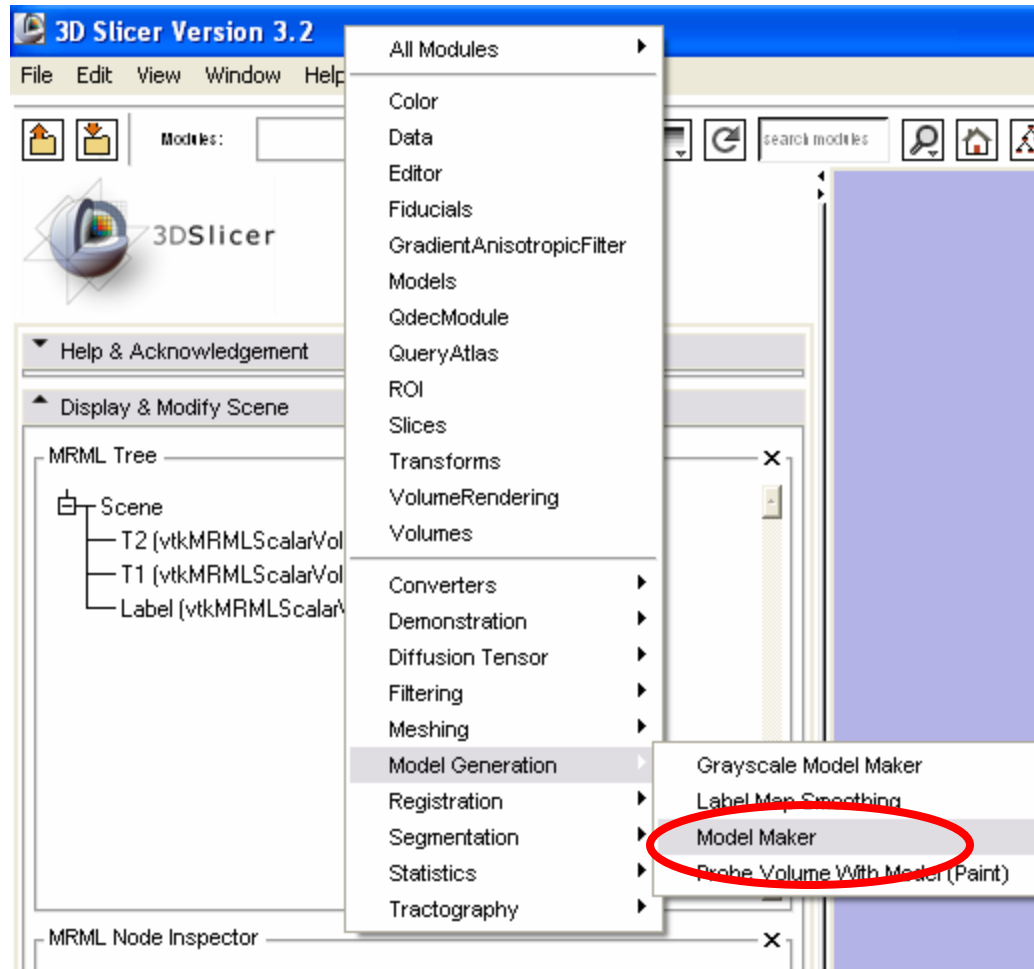 3D Slicer Version 3.2
File Edit View Window Help
Modules:
search modules
3DSlicer
Help & Acknowledgement
Display & Modify Scene
MRML Tree
Scene
T2 (vtkMRMLScalarVol
T1 (vtkMRMLScalarVol
Label (vtkMRMLScalarV
MRML Node Inspector
All Modules
Color
Data
Editor
Fiducials
GradientAnisotropicFilter
Models
QdecModule
QueryAtlas
ROI
Slices
Transforms
VolumeRendering
Volumes
Converters
Demonstration
Diffusion Tensor
Filtering
Meshing
Model Generation
Registration
Segmentation
Statistics
Tractography
Grayscale Model Maker
Label Map Smoothing
Model Maker
Probe Volume With Model (Paint)